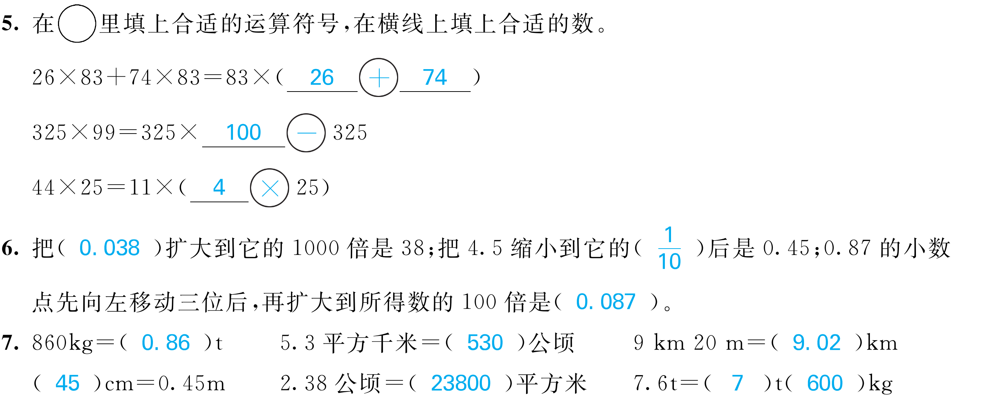 5. 在○里填上合适的运算符号,在横线上填上合适的数。
26×83+74×83=83×( 26 + 74 )
325×99=325× 100 − 325
44×25=11×( 4 × 25)
6. 把( 0.038 )扩大到它的 1000 倍是 38;把 4.5 缩小到它的( 1/10 )后是 0.45;0.87 的小数
点先向左移动三位后,再扩大到所得数的 100 倍是( 0.087 )。
7. 860kg=( 0.86 )t 5.3 平方千米=( 530 )公顷 9 km 20 m=( 9.02 )km
( 45 )cm=0.45m 2.38 公顷=( 23800 )平方米 7.6t=( 7 )t( 600 )kg